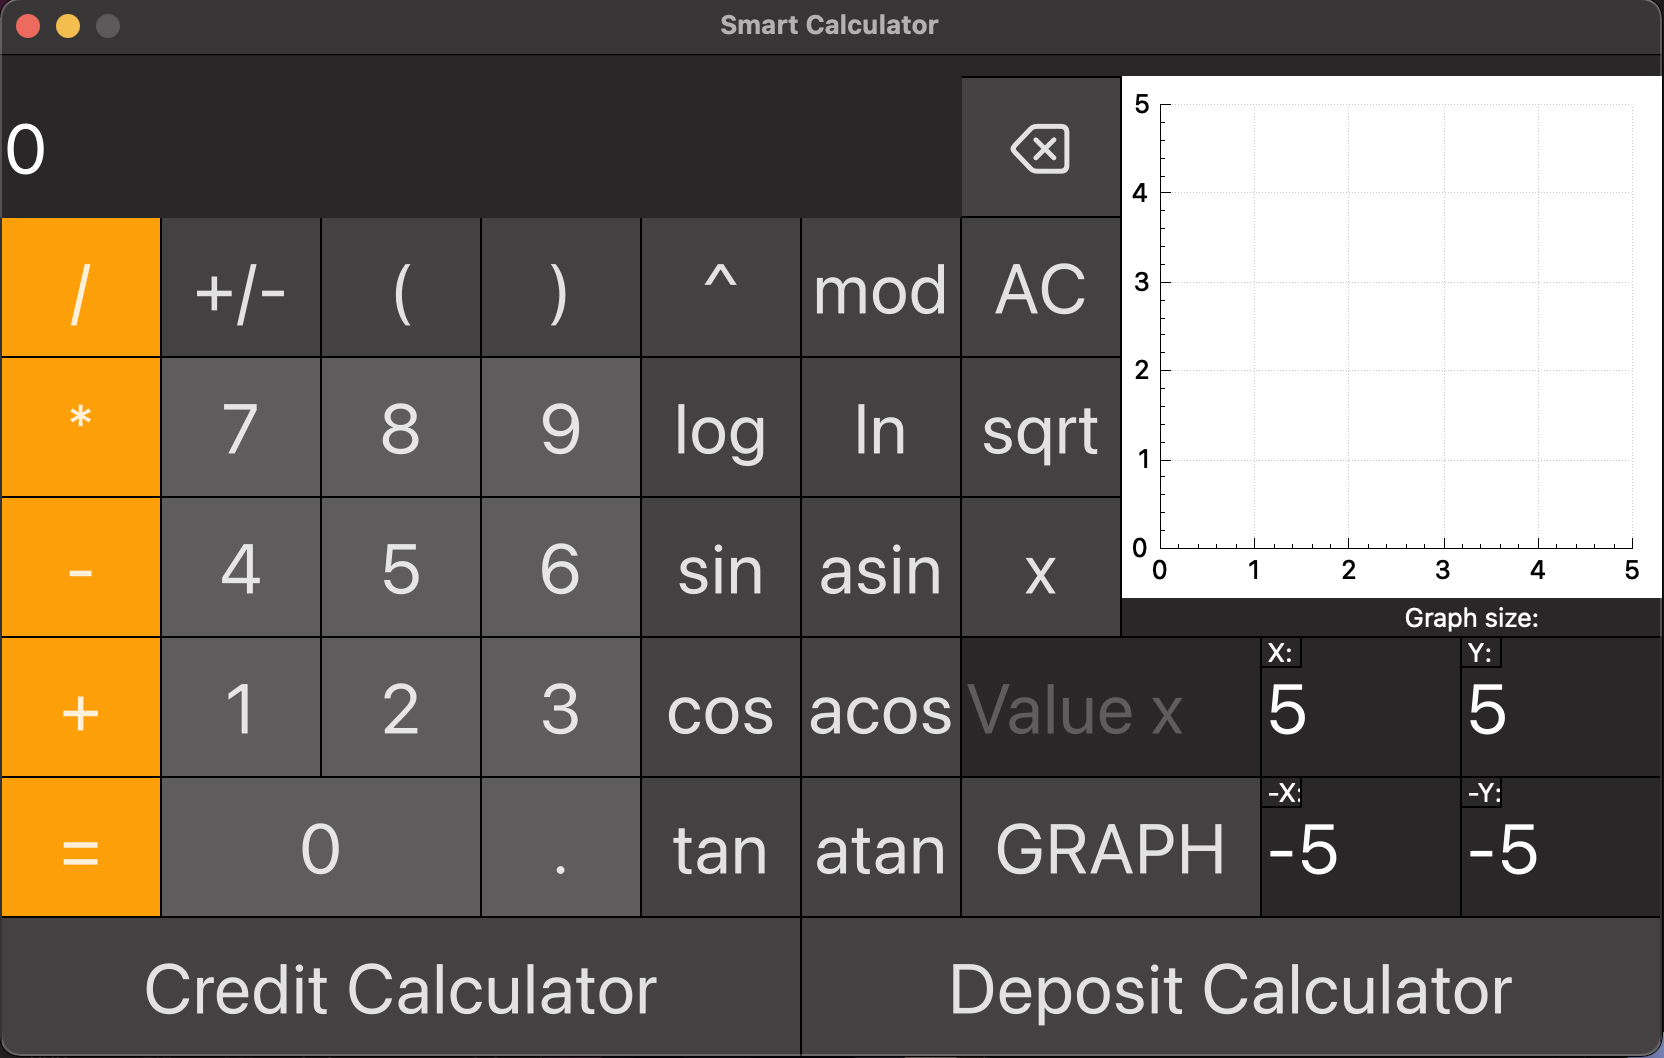 Smart Calculator
0
/ +/- ( ) ^ mod AC
* 7 8 9 log ln sqrt
- 4 5 6 sin asin x
5
4
3
2
1
0
0 1 2 3 4 5
Graph size:
X: Y:
+ 1 2 3 cos acos Value x 5 5
-X: -Y:
= 0 . tan atan GRAPH -5 -5
Credit Calculator Deposit Calculator